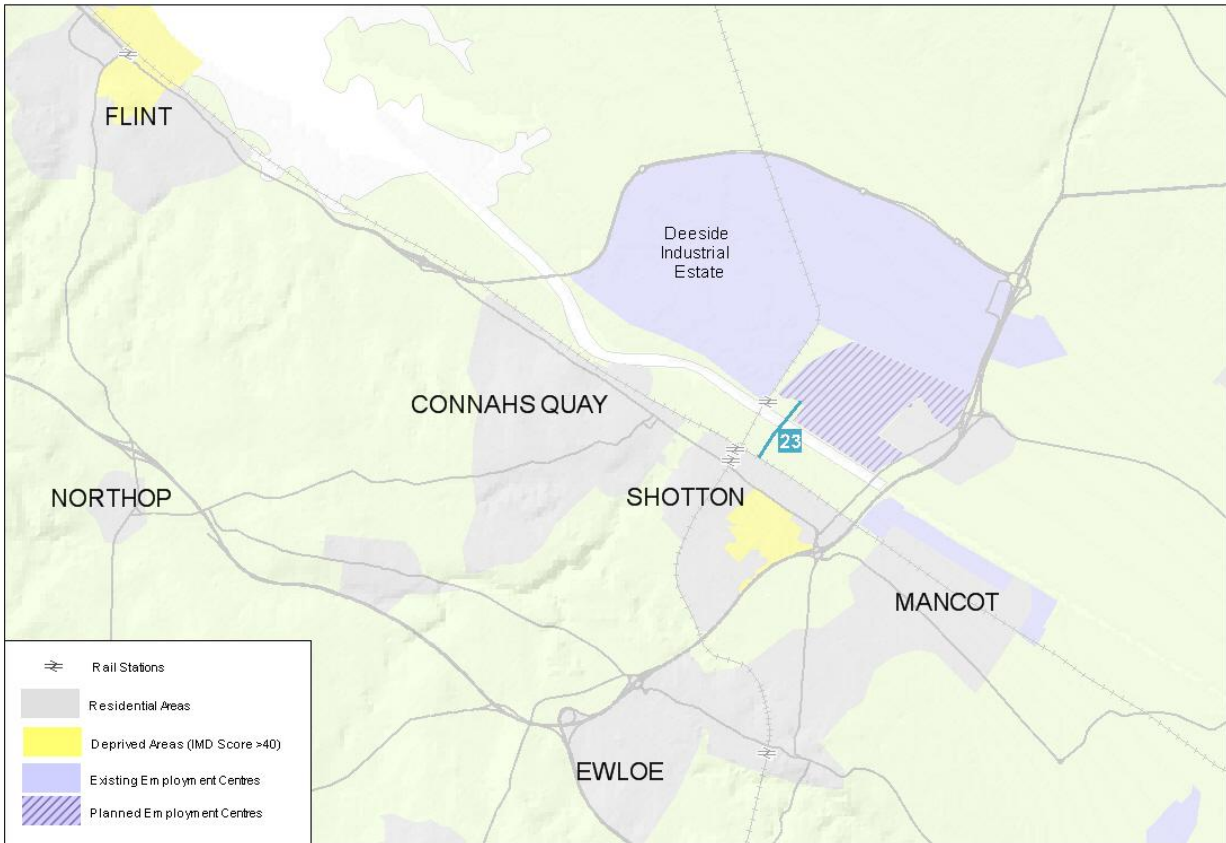 FLINT
Deeside
Industrial
Estate
CONNAHS QUAY
23
NORTHOP
SHOTTON
MANCOT
EWLOE
Rail Stations
Residential Areas
Deprived Areas (IMD Score >40)
Existing Employment Centres
Planned Employment Centres